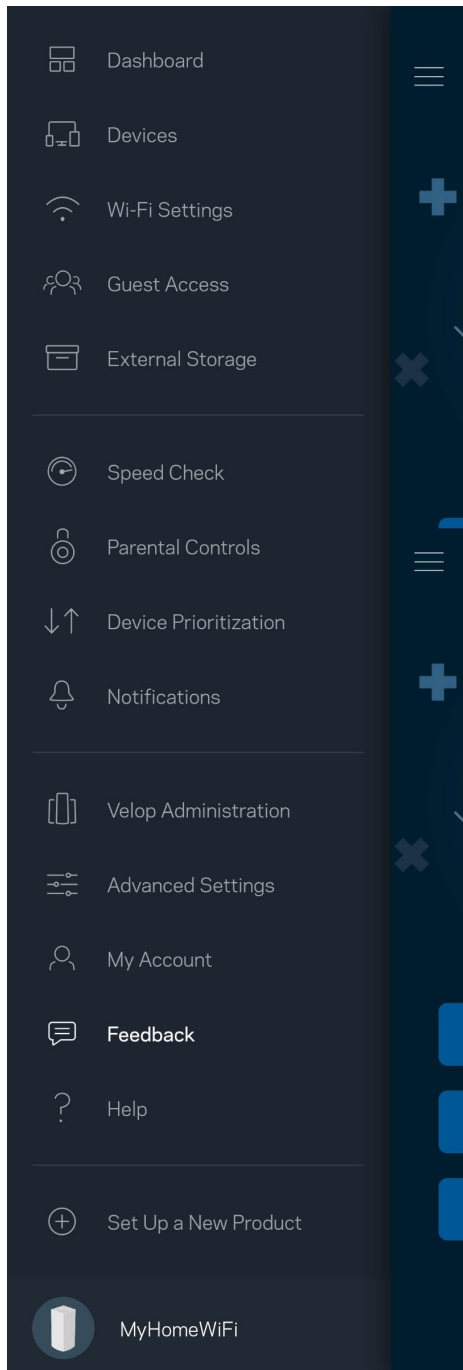 Dashboard
Devices
Wi-Fi Settings
Guest Access
External Storage
Speed Check
Parental Controls
Device Prioritization
Notifications
Velop Administration
Advanced Settings
My Account
Feedback
Help
Set Up a New Product
MyHomeWiFi